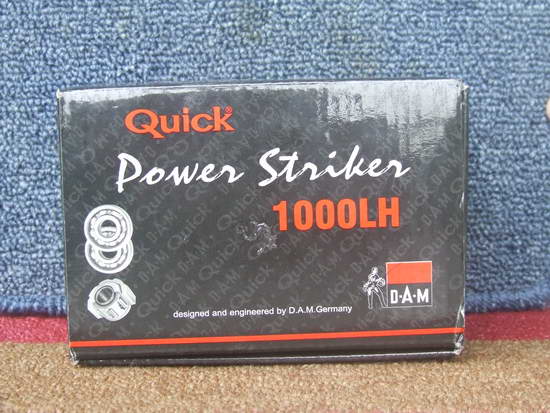 Quick®
Power Striker
1000LH
D·A·M
designed and engineered by D.A.M.Germany